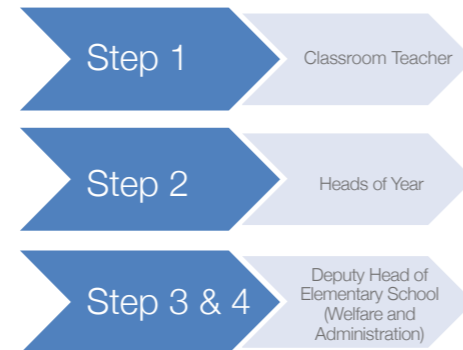 Step 1
Classroom Teacher
Step 2
Heads of Year
Step 3 & 4
Deputy Head of
Elementary School
(Welfare and
Administration)